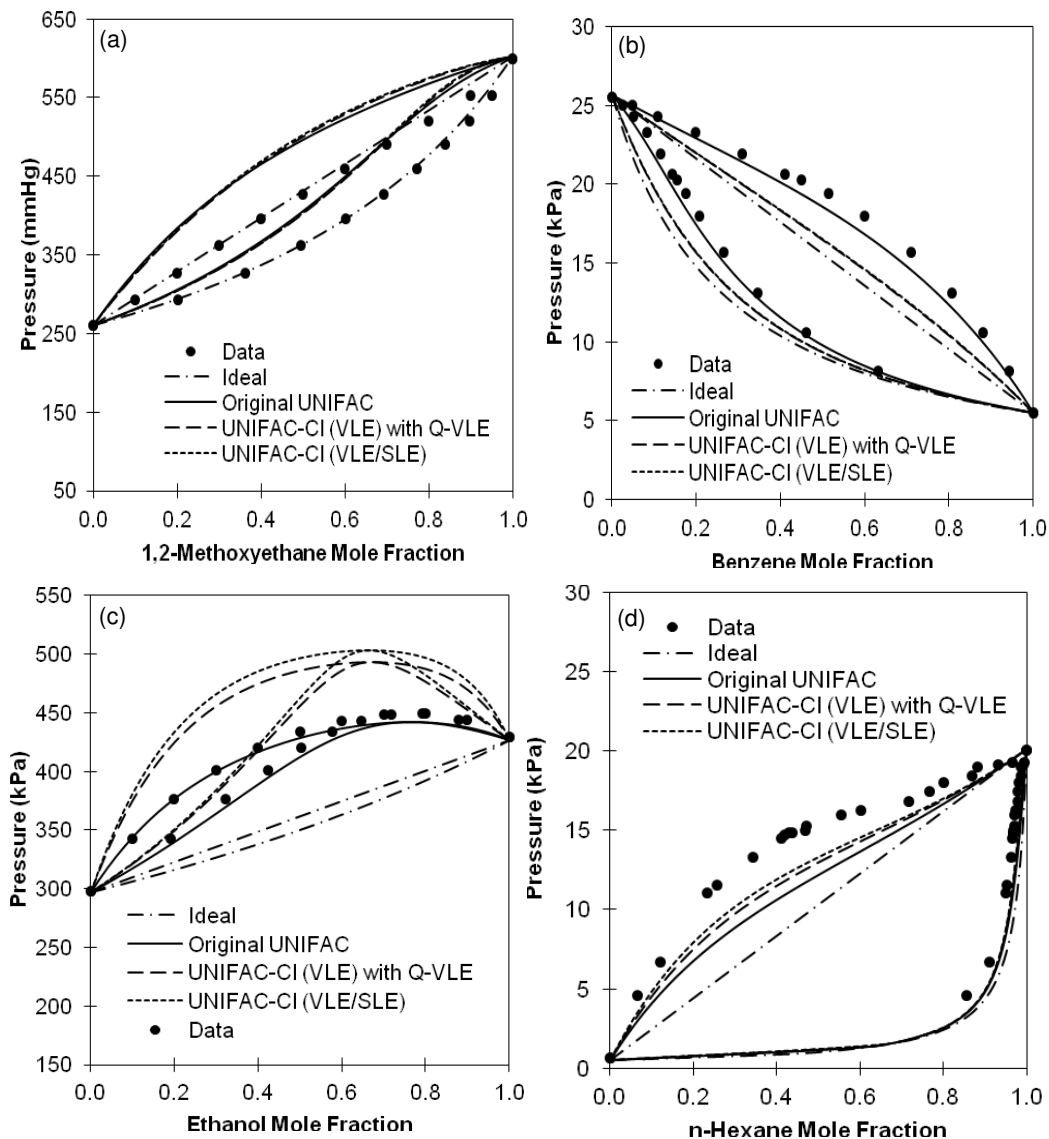 (a)
650
550
450
350
250
150
50
Pressure (mmHg)
Data
Ideal
Original UNIFAC
UNIFAC-CI (VLE) with Q-VLE
UNIFAC-CI (VLE/SLE)
0.0 0.2 0.4 0.6 0.8 1.0
1,2-Methoxyethane Mole Fraction
(b)
30
25
20
15
10
5
0
Pressure (kPa)
Data
Ideal
Original UNIFAC
UNIFAC-CI (VLE) with Q-VLE
UNIFAC-CI (VLE/SLE)
0.0 0.2 0.4 0.6 0.8 1.0
Benzene Mole Fraction
(c)
550
500
450
400
350
300
250
200
150
Pressure (kPa)
Ideal
Original UNIFAC
UNIFAC-CI (VLE) with Q-VLE
UNIFAC-CI (VLE/SLE)
Data
0.0 0.2 0.4 0.6 0.8 1.0
Ethanol Mole Fraction
(d)
30
25
20
15
10
5
0
Pressure (kPa)
Data
Ideal
Original UNIFAC
UNIFAC-CI (VLE) with Q-VLE
UNIFAC-CI (VLE/SLE)
0.0 0.2 0.4 0.6 0.8 1.0
n-Hexane Mole Fraction